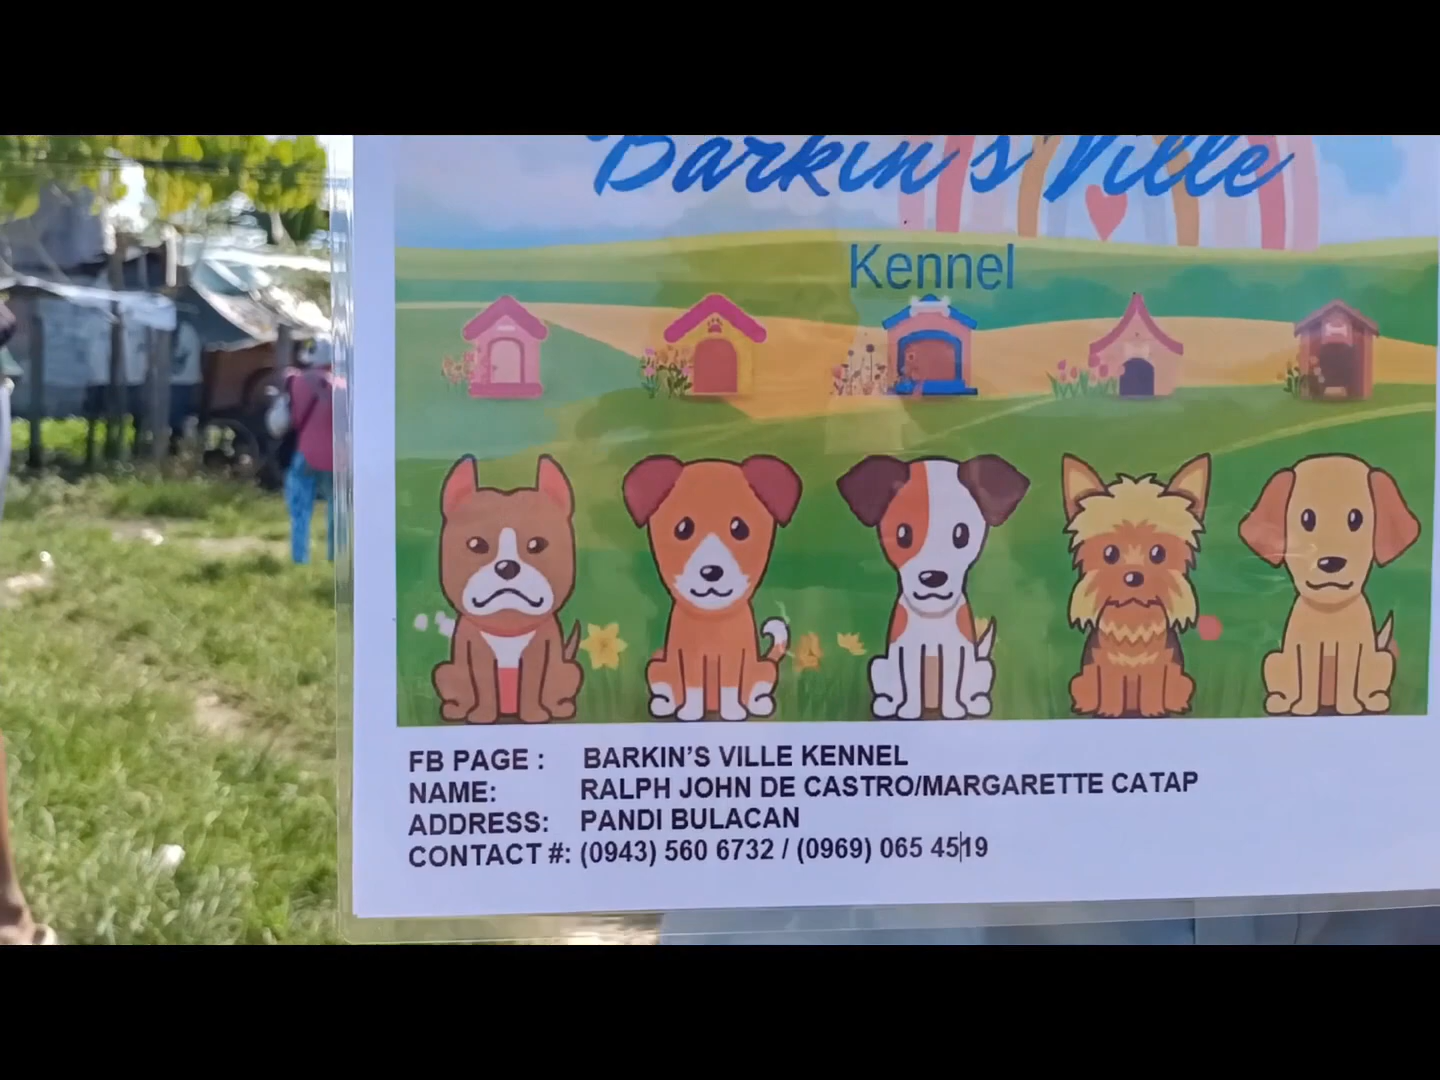 Barkin's Ville
Kennel
FB PAGE : BARKIN'S VILLE KENNEL
NAME: RALPH JOHN DE CASTRO/MARGARETTE CATAP
ADDRESS: PANDI BULACAN
CONTACT #: (0943) 560 6732 / (0969) 065 4519